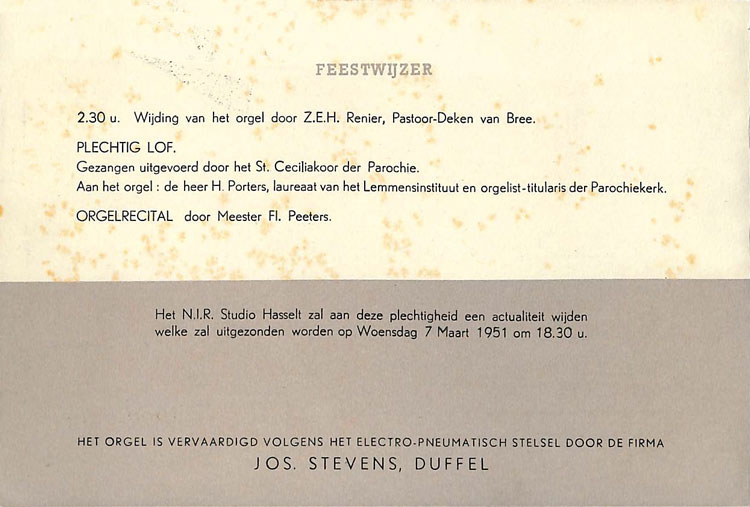 FEESTWIJZER
2.30 u. Wijding van het orgel door Z.E.H. Renier, Pastoor-Deken van Bree.
PLECHTIG LOF.
Gezangen uitgevoerd door het St. Ceciliakoor der Parochie.
Aan het orgel : de heer H. Porters, laureaat van het Lemmensinstituut en orgelist-titularis der Parochiekerk.
ORGELRECITAL door Meester Fl. Peeters.
Het N.I.R. Studio Hasselt zal aan deze plechtigheid een actualiteit wijden
welke zal uitgezonden worden op Woensdag 7 Maart 1951 om 18.30 u.
HET ORGEL IS VERVAARDIGD VOLGENS HET ELECTRO-PNEUMATISCH STELSEL DOOR DE FIRMA
JOS. STEVENS, DUFFEL